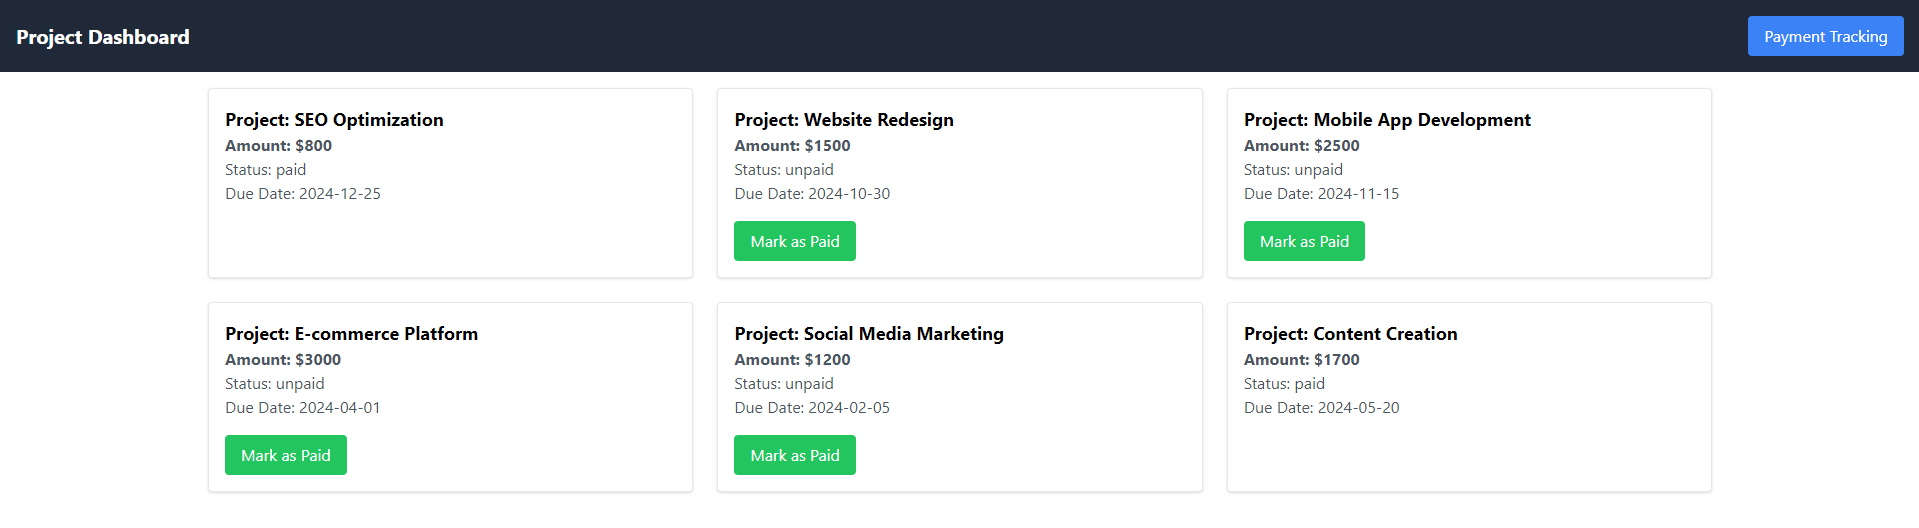 Project Dashboard
Payment Tracking
Project: SEO Optimization
Amount: $800
Status: paid
Due Date: 2024-12-25
Project: Website Redesign
Amount: $1500
Status: unpaid
Due Date: 2024-10-30
Mark as Paid
Project: Mobile App Development
Amount: $2500
Status: unpaid
Due Date: 2024-11-15
Mark as Paid
Project: E-commerce Platform
Amount: $3000
Status: unpaid
Due Date: 2024-04-01
Mark as Paid
Project: Social Media Marketing
Amount: $1200
Status: unpaid
Due Date: 2024-02-05
Mark as Paid
Project: Content Creation
Amount: $1700
Status: paid
Due Date: 2024-05-20